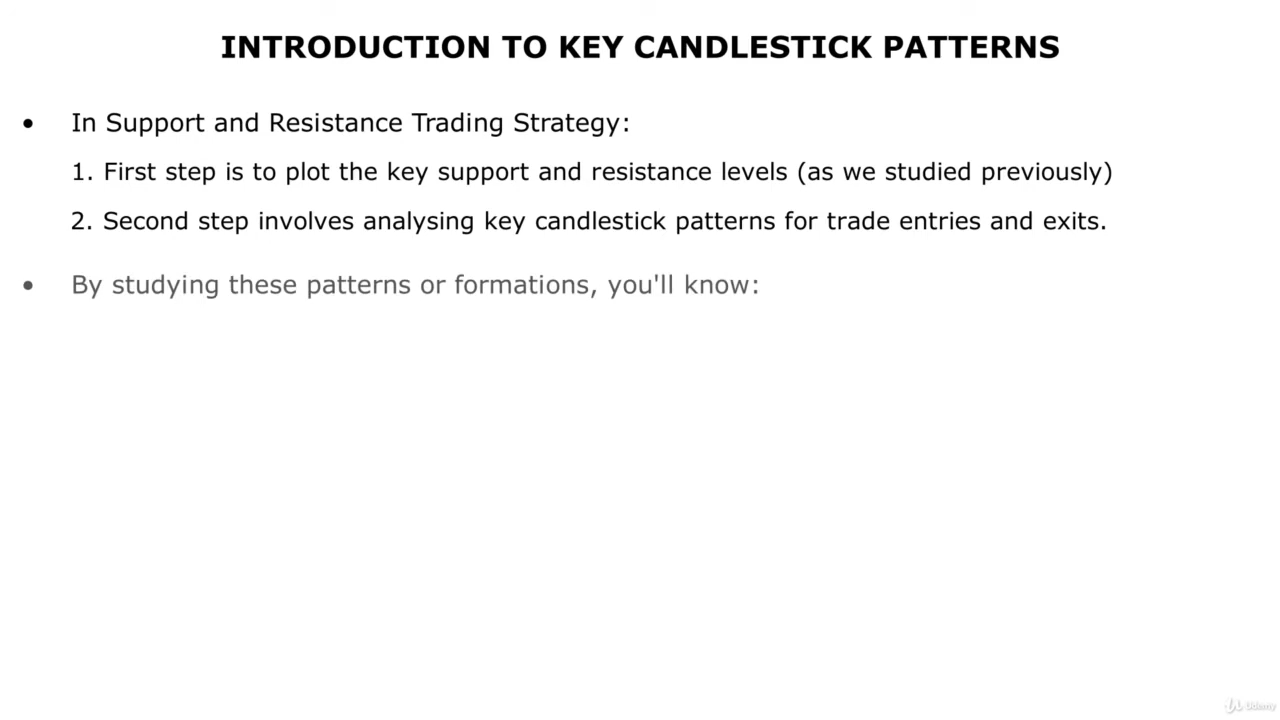 INTRODUCTION TO KEY CANDLESTICK PATTERNS
• In Support and Resistance Trading Strategy:
1. First step is to plot the key support and resistance levels (as we studied previously)
2. Second step involves analysing key candlestick patterns for trade entries and exits.
• By studying these patterns or formations, you'll know:
Udemy